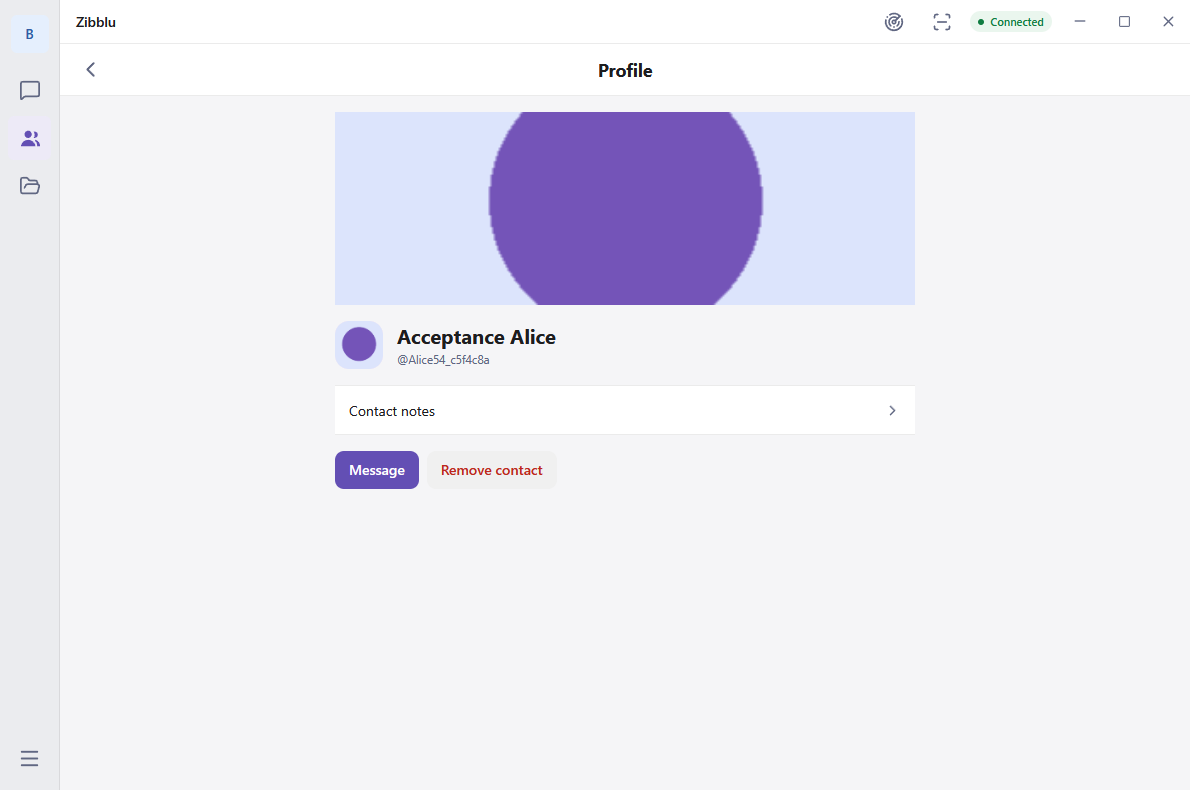 B
Zibblu
Connected
Profile
Acceptance Alice
@Alice54_c5f4c8a
Contact notes
Message
Remove contact